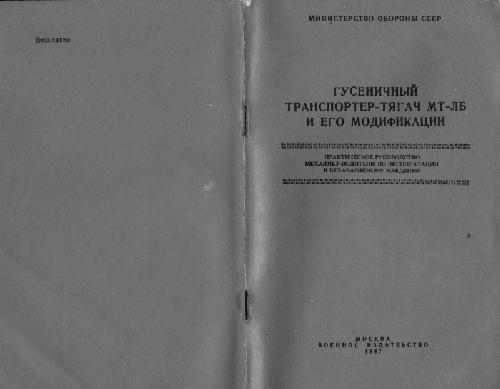 Бесплатно
МИНИСТЕРСТВО ОБОРОНЫ СССР
ГУСЕНИЧНЫЙ
ТРАНСПОРТЕР-ТЯГАЧ МТ-ЛБ
И ЕГО МОДИФИКАЦИИ
ПРАКТИЧЕСКОЕ РУКОВОДСТВО
МЕХАНИКУ-ВОДИТЕЛЮ ПО ЭКСПЛУАТАЦИИ
И БЕЗАВАРИЙНОМУ ВОЖДЕНИЮ
МОСКВА
ВОЕННОЕ ИЗДАТЕЛЬСТВО
1987